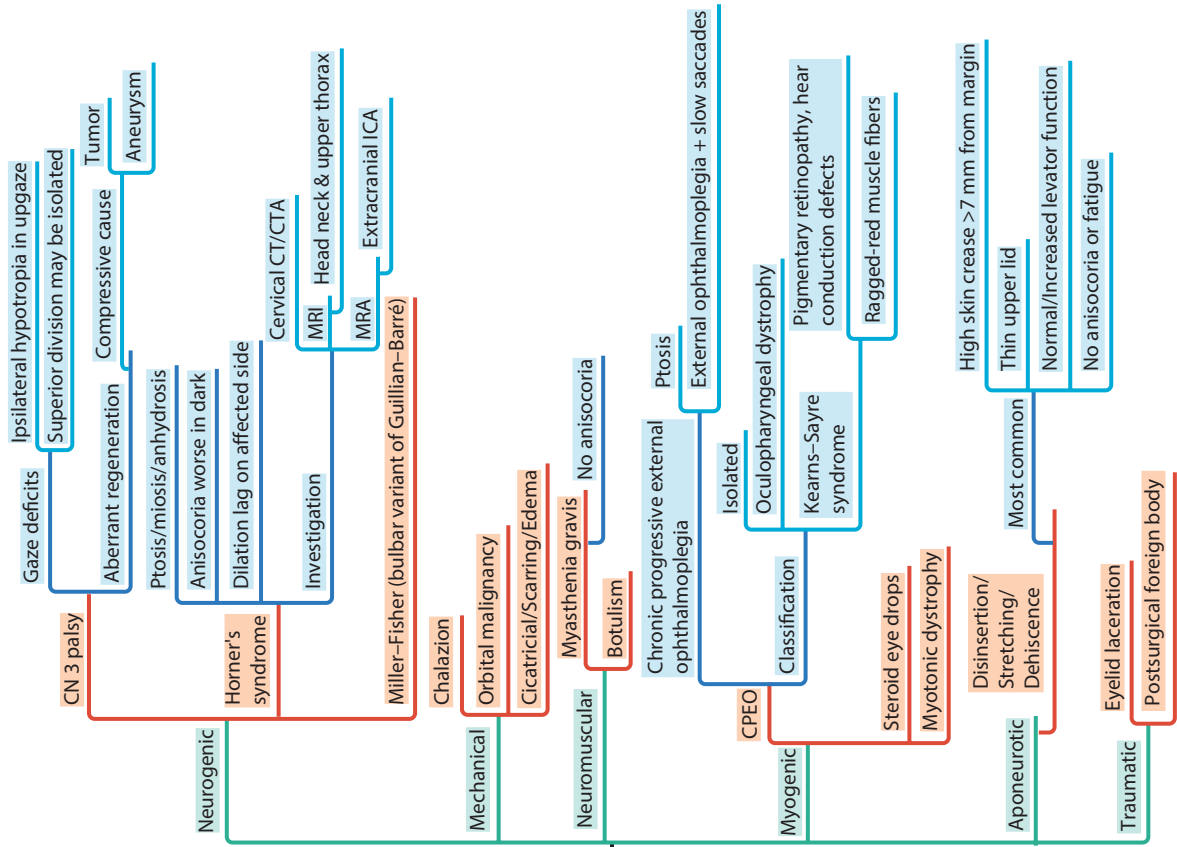 Neurogenic
CN 3 palsy
Gaze deficits
Ipsilateral hypotropia in upgaze
Superior division may be isolated
Aberrant regeneration
Compressive cause
Tumor
Aneurysm
Horner's
syndrome
Ptosis/miosis/anhydrosis
Anisocoria worse in dark
Dilation lag on affected side
Investigation
Cervical CT/CTA
MRI
Head neck & upper thorax
MRA
Extracranial ICA
Miller–Fisher (bulbar variant of Guillian–Barré)
Mechanical
Chalazion
Orbital malignancy
Cicatricial/Scarring/Edema
Neuromuscular
Myasthenia gravis
No anisocoria
Botulism
Myogenic
CPEO
Chronic progressive external
ophthalmoplegia
Ptosis
External ophthalmoplegia + slow saccades
Classification
Isolated
Oculopharyngeal dystrophy
Kearns–Sayre
syndrome
Pigmentary retinopathy, hear
conduction defects
Ragged-red muscle fibers
Steroid eye drops
Myotonic dystrophy
Aponeurotic
Disinsertion/
Stretching/
Dehiscence
Most common
High skin crease >7 mm from margin
Thin upper lid
Normal/Increased levator function
No anisocoria or fatigue
Traumatic
Eyelid laceration
Postsurgical foreign body